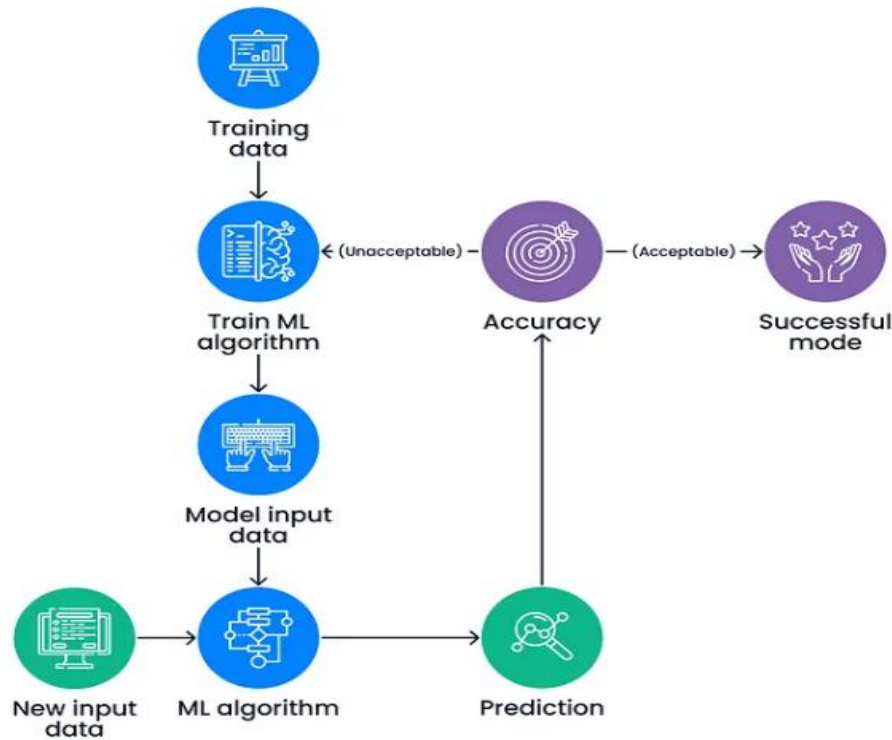 Training
data
(Unacceptable)
(Acceptable)
Train ML
algorithm
Accuracy
Successful
mode
Model input
data
New input
data
ML algorithm
Prediction